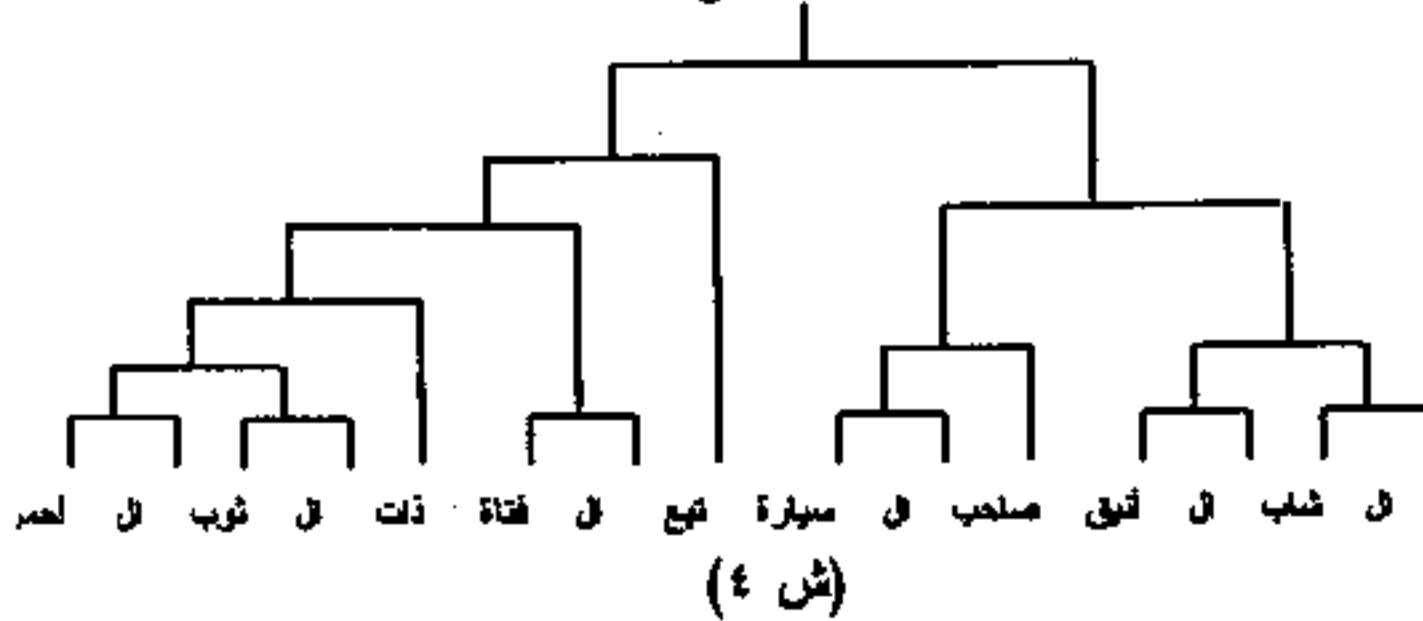 ال شاب ال أنيق صاحب ال سيارة تبع ال فتاة ذات ال ثوب ال أحمر
(ش ٤)